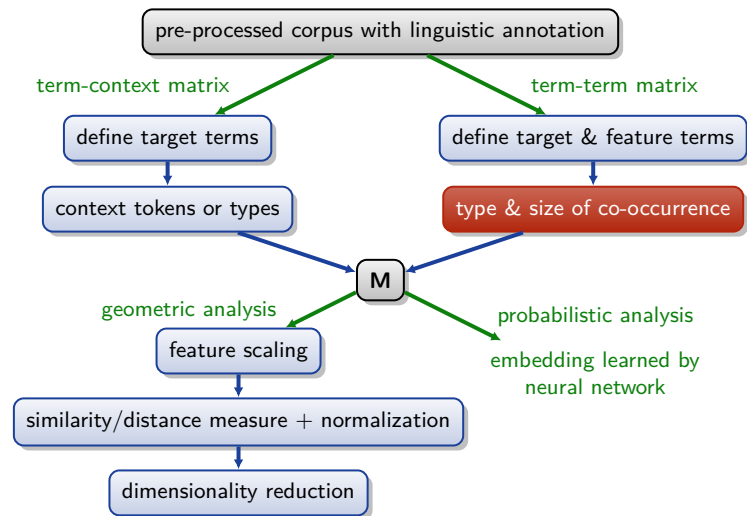 pre-processed corpus with linguistic annotation
term-context matrix
term-term matrix
define target terms
define target & feature terms
context tokens or types
type & size of co-occurrence
M
geometric analysis
probabilistic analysis
feature scaling
embedding learned by
neural network
similarity/distance measure + normalization
dimensionality reduction